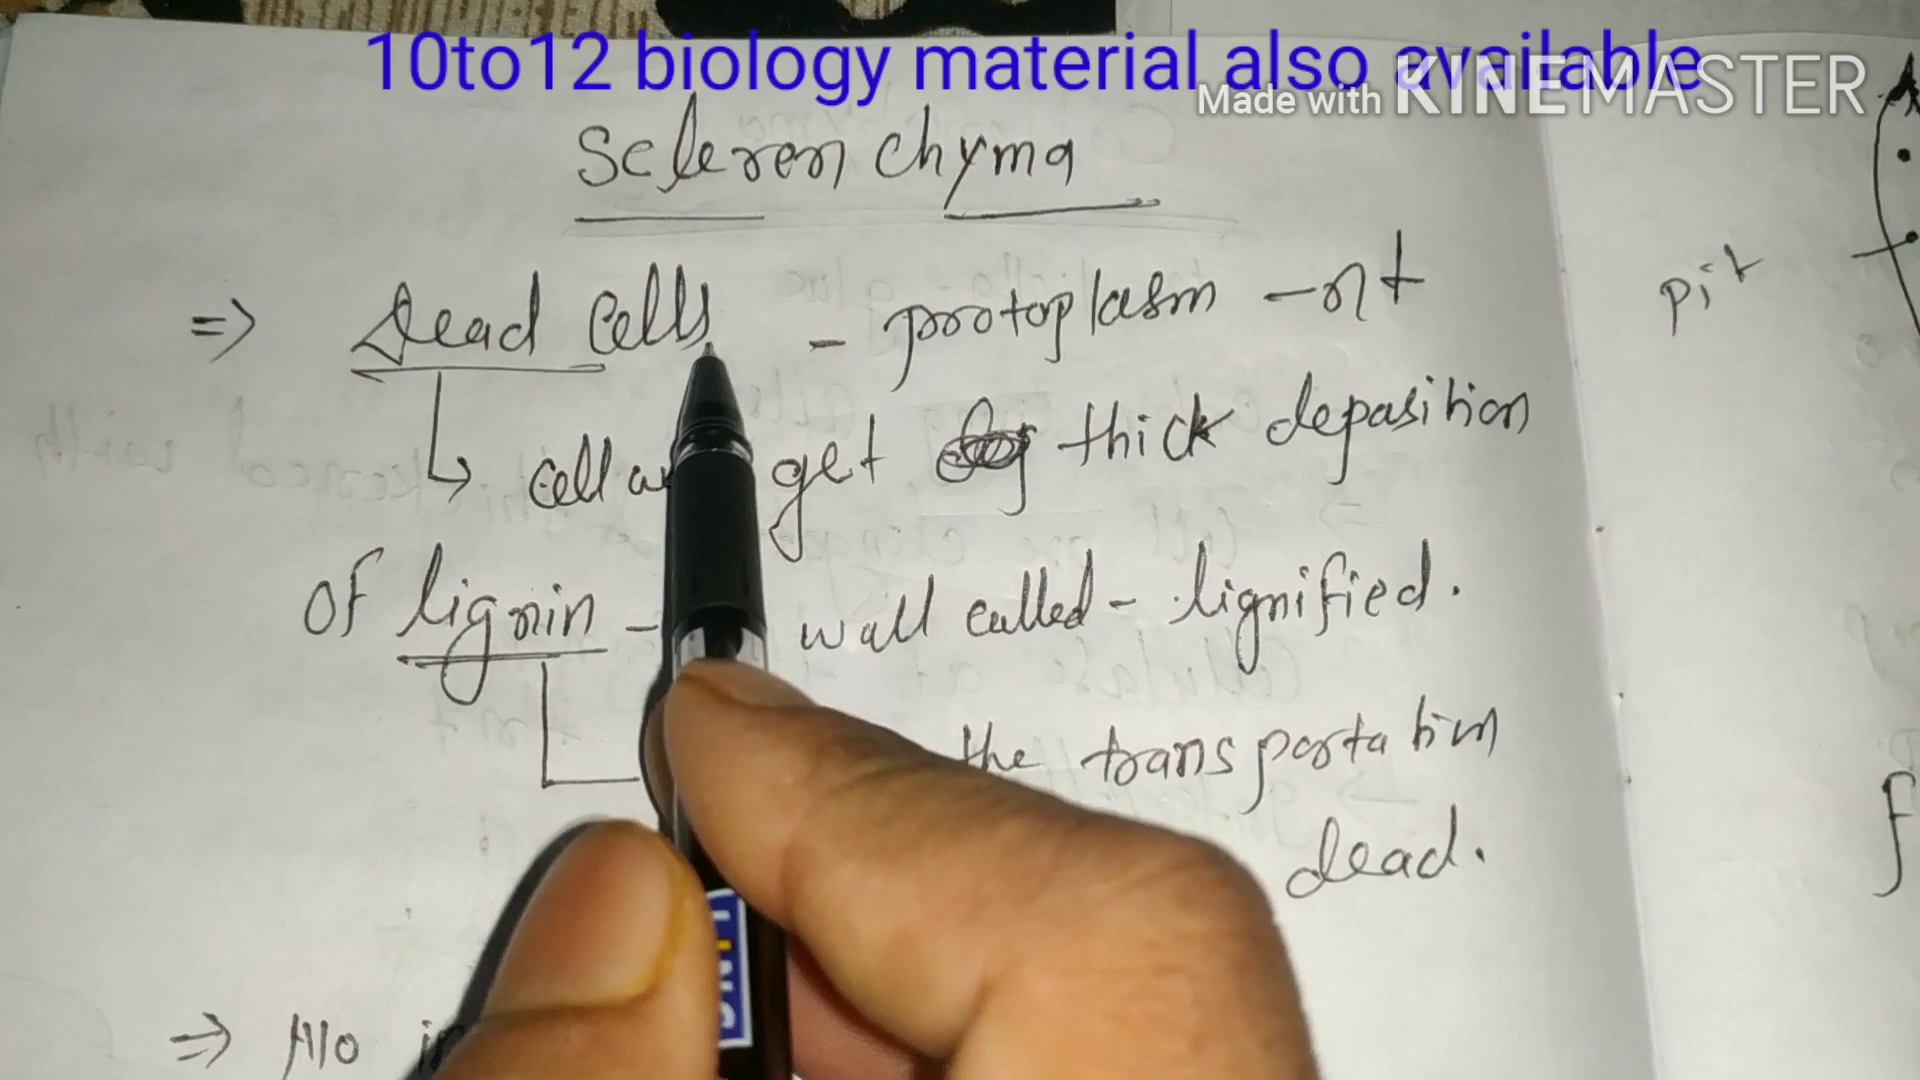 10to12 biology material also available
Made with KINEMASTER
Scleren chyma
=> Dead cells - protoplasm - nt
pit
↳ cell get thick deposition
of lignin - wall called - lignified.
the transportation
dead.
=>